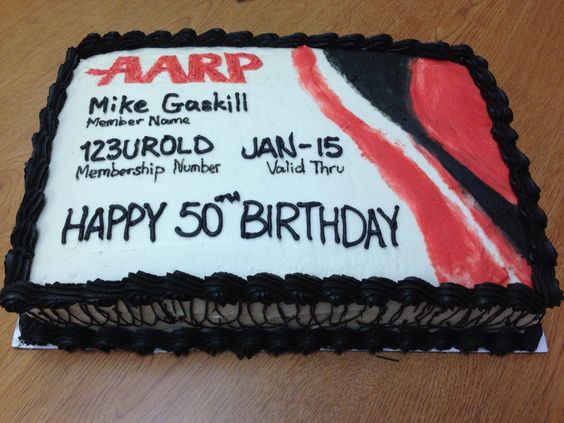 AARP
Mike Gaskill
Member Name
123UROLD JAN-15
Membership Number Valid Thru
HAPPY 50TH BIRTHDAY